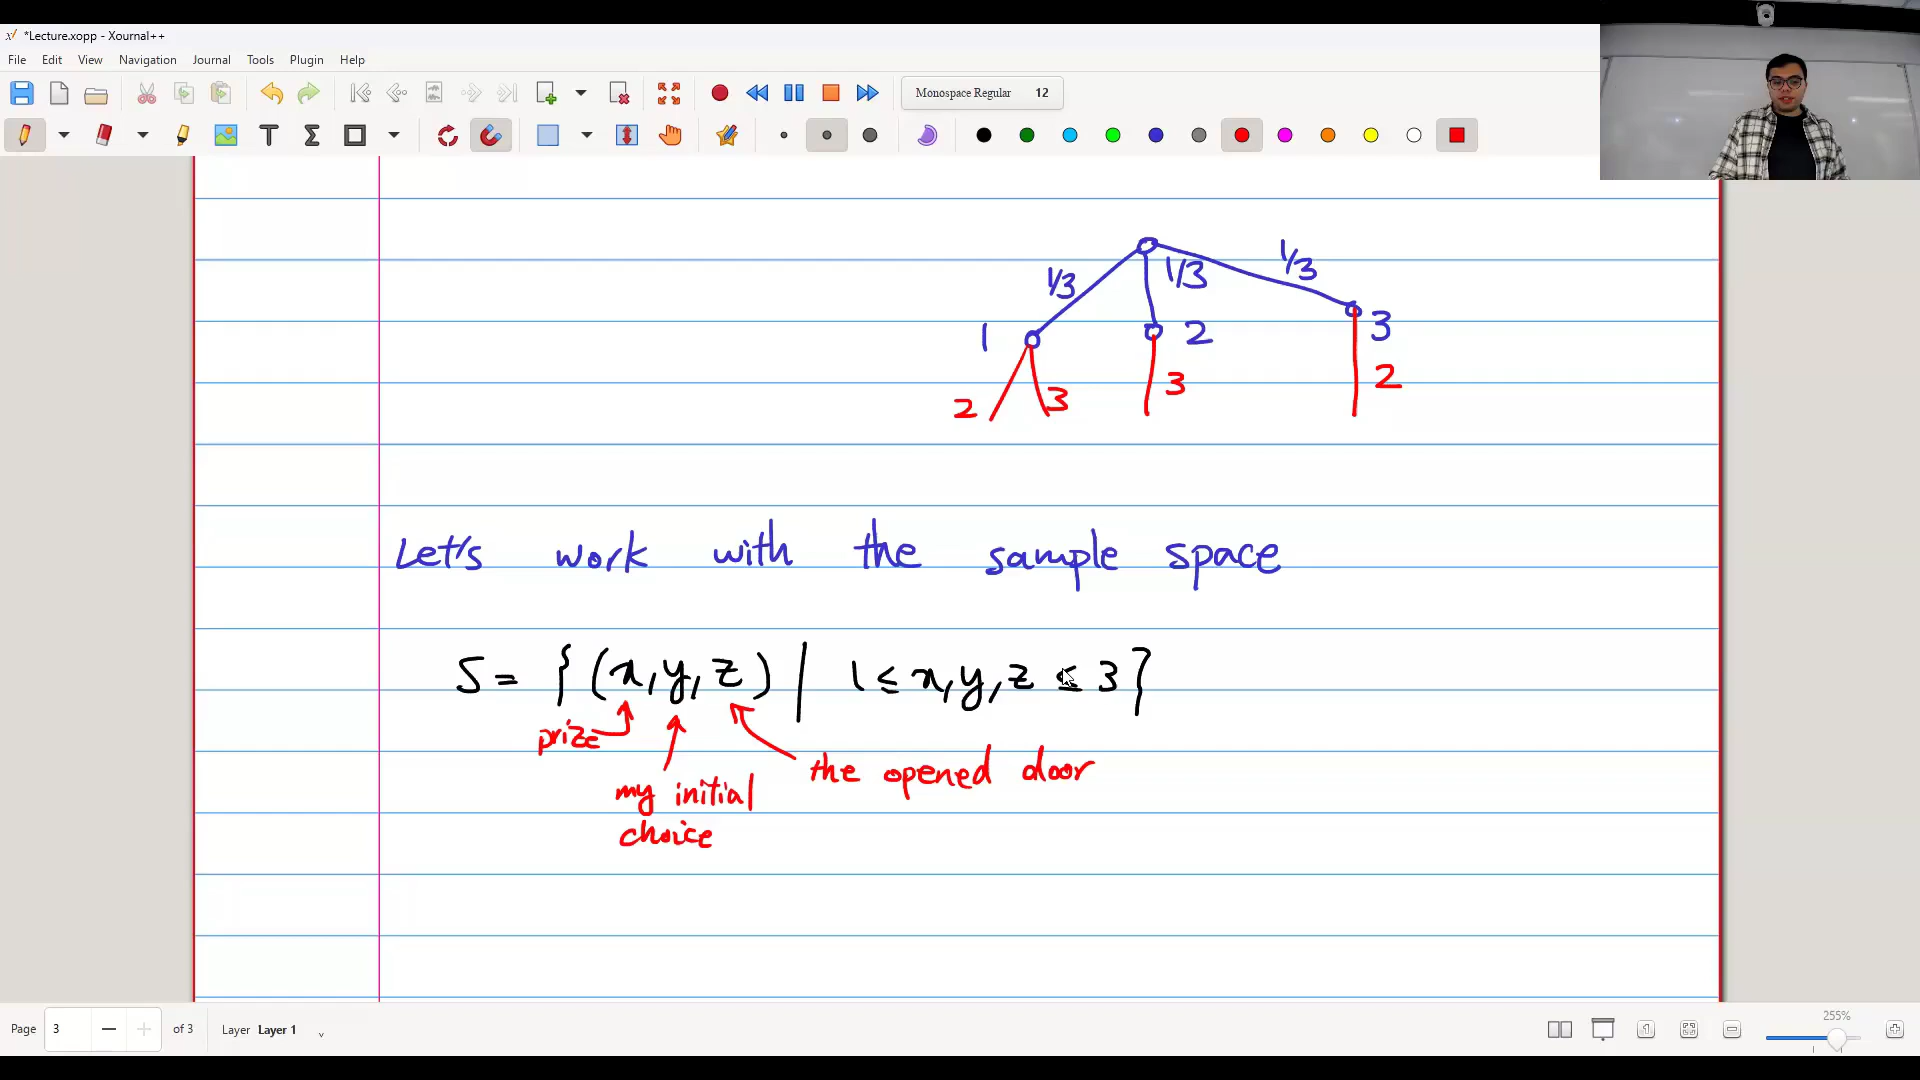 *Lecture.xopp - Xournal++
File Edit View Navigation Journal Tools Plugin Help
Monospace Regular 12
1/3 1/3 1/3
1 2 3
2 3 3 2
Let's work with the sample space
S = {(x,y,z) | 1 ≤ x,y,z ≤ 3}
prize
the opened door
my initial
choice
Page 3 of 3 Layer Layer 1 255%